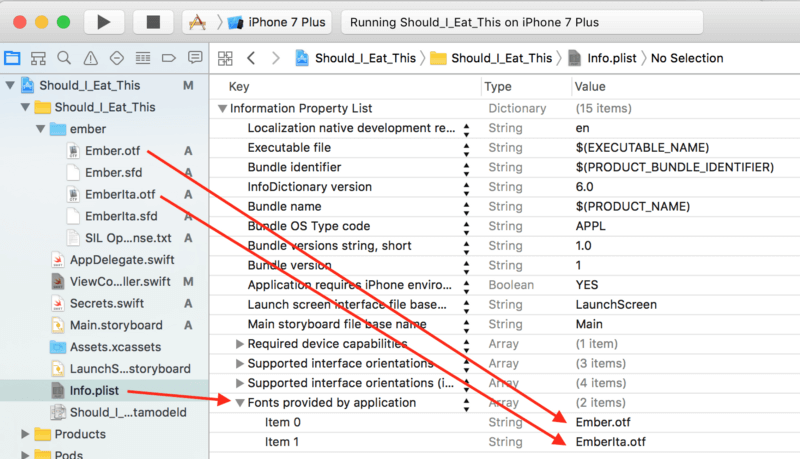 iPhone 7 Plus
Running Should_I_Eat_This on iPhone 7 Plus
Should_I_Eat_This
Should_I_Eat_This
Info.plist
No Selection
Should_I_Eat_This M
Should_I_Eat_This
ember
Ember.otf A
Ember.sfd A
EmberIta.otf A
EmberIta.sfd A
SIL Op...nse.txt A
AppDelegate.swift
ViewCo...ller.swift M
Secrets.swift A
Main.storyboard A
Assets.xcassets
LaunchS...storyboard
Info.plist
Should_I_...tamodeld
Products
Pods
Key Type Value
Information Property List Dictionary (15 items)
Localization native development re... String en
Executable file String $(EXECUTABLE_NAME)
Bundle identifier String $(PRODUCT_BUNDLE_IDENTIFIER)
InfoDictionary version String 6.0
Bundle name String $(PRODUCT_NAME)
Bundle OS Type code String APPL
Bundle versions string, short String 1.0
Bundle version String 1
Application requires iPhone enviro... Boolean YES
Launch screen interface file base... String LaunchScreen
Main storyboard file base name String Main
Required device capabilities Array (1 item)
Supported interface orientations Array (3 items)
Supported interface orientations (i... Array (4 items)
Fonts provided by application Array (2 items)
Item 0 String Ember.otf
Item 1 String EmberIta.otf